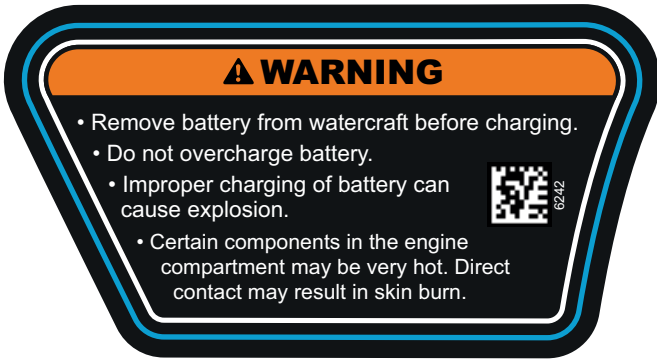 WARNING
• Remove battery from watercraft before charging.
• Do not overcharge battery.
• Improper charging of battery can
cause explosion.
6242
• Certain components in the engine
compartment may be very hot. Direct
contact may result in skin burn.